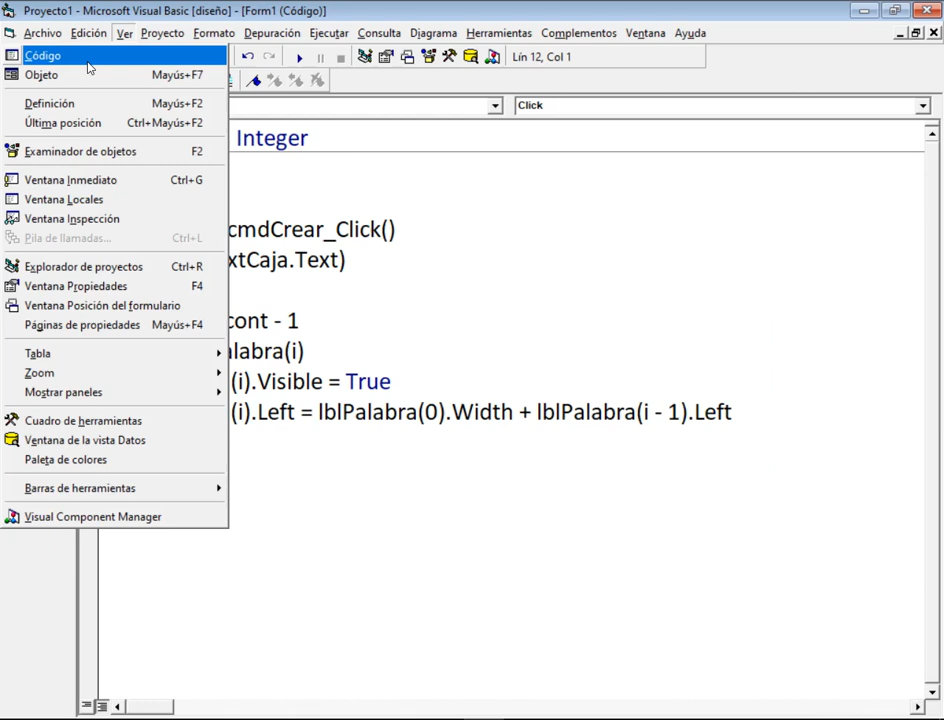 Proyecto1 - Microsoft Visual Basic [diseño] - [Form1 (Código)]
Archivo Edición Ver Proyecto Formato Depuración Ejecutar Consulta Diagrama Herramientas Complementos Ventana Ayuda
Lín 12, Col 1
Click
Código
Objeto Mayús+F7
Definición Mayús+F2
Última posición Ctrl+Mayús+F2
Examinador de objetos F2
Ventana Inmediato Ctrl+G
Ventana Locales
Ventana Inspección
Pila de llamadas... Ctrl+L
Explorador de proyectos Ctrl+R
Ventana Propiedades F4
Ventana Posición del formulario
Páginas de propiedades Mayús+F4
Tabla
Zoom
Mostrar paneles
Cuadro de herramientas
Ventana de la vista Datos
Paleta de colores
Barras de herramientas
Visual Component Manager
Integer
cmdCrear_Click()
xtCaja.Text)
cont - 1
alabra(i)
(i).Visible = True
(i).Left = lblPalabra(0).Width + lblPalabra(i - 1).Left